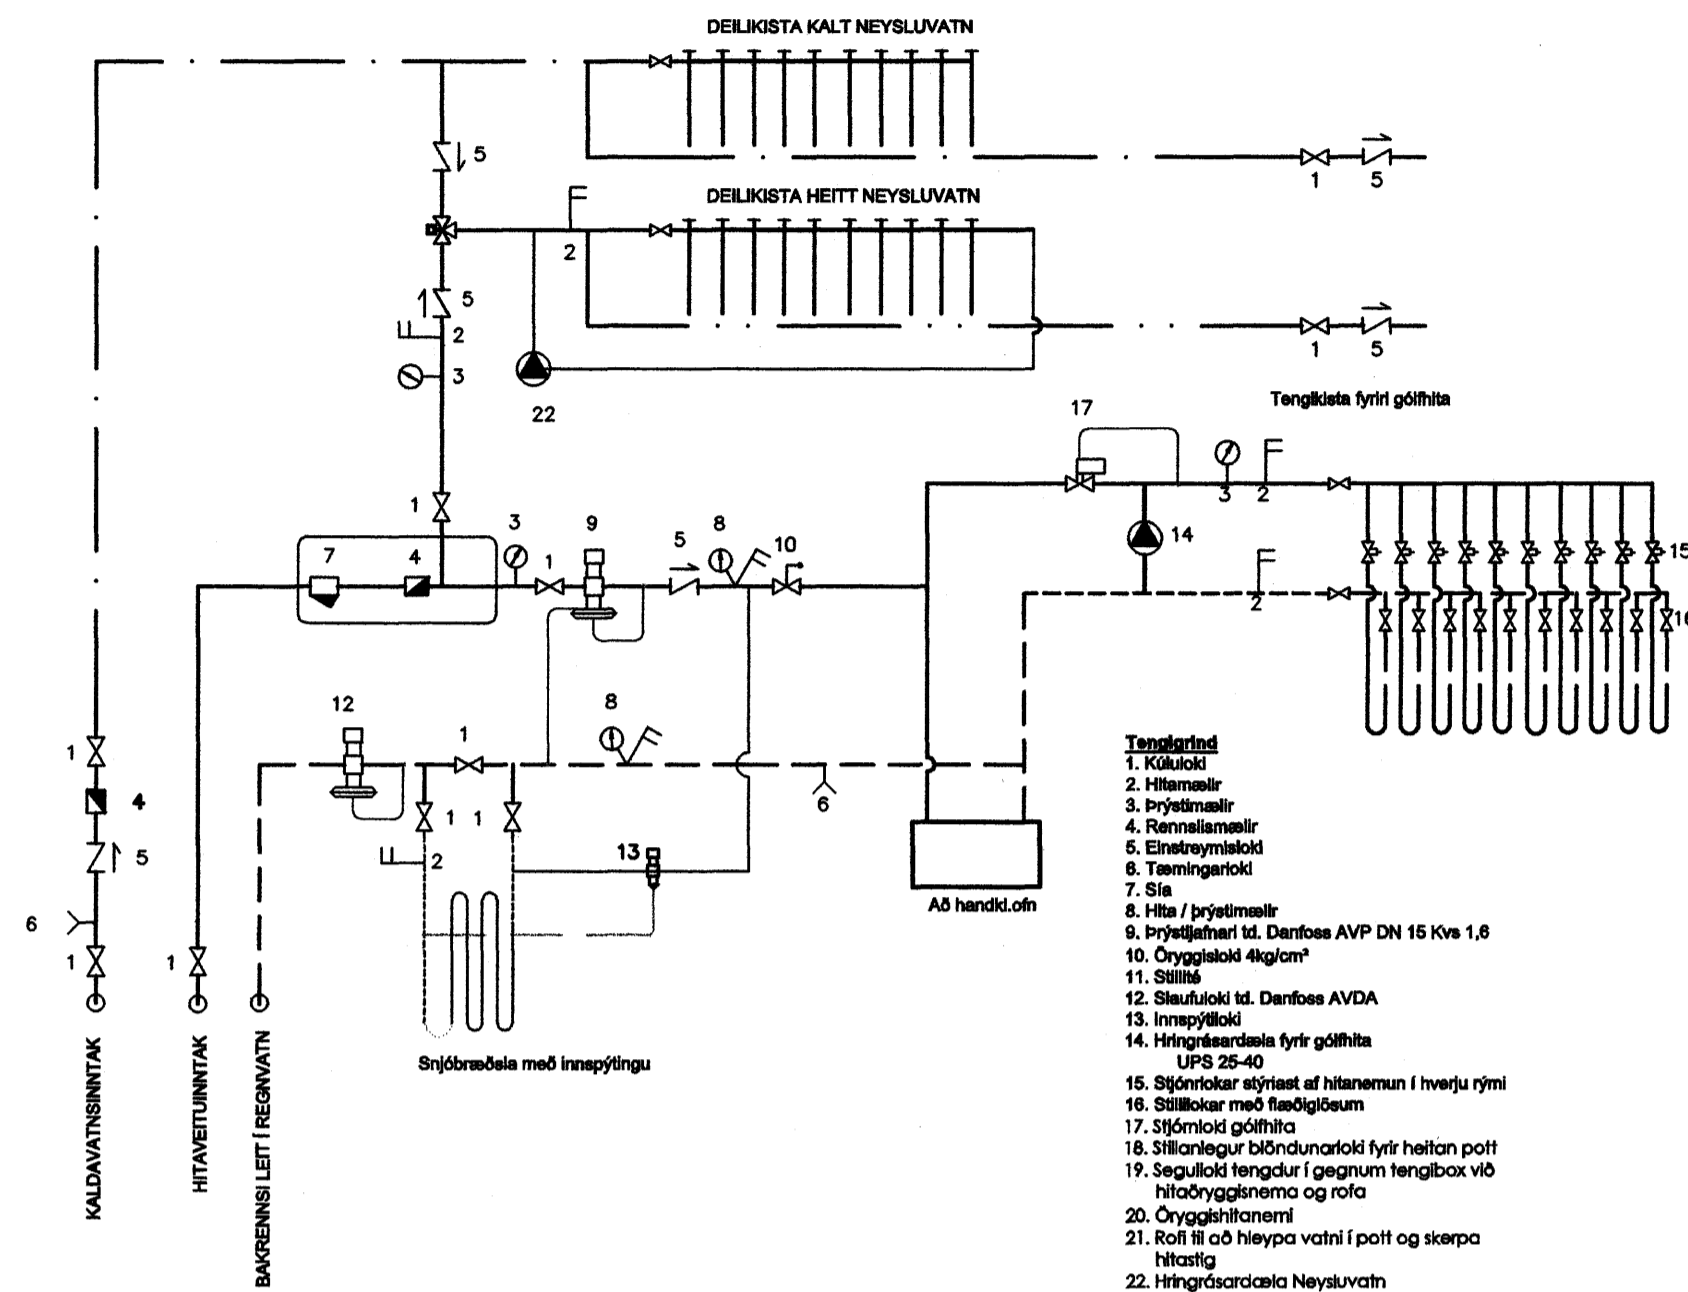 DEILIKISTA KALT NEYSLUVATN
5
1
5
DEILIKISTA HEITT NEYSLUVATN
2
5
2
3
1
5
22
Tengikista fyriri gólfhita
17
3
2
1
7
4
3
9
1
5
8
10
14
15
2
16
12
1
8
1
4
1
1
6
5
2
13
6
1
1
Að handkl.ofn
Snjóbræðsla með innspýtingu
KALDAVATNSINNTAK
HITAVEITUINNTAK
BAKRENNSI LEIT Í REGNVATN
Tengigrind
1. Kúluloki
2. Hitamælir
3. Þrýstimælir
4. Rennslismælir
5. Einstreymisloki
6. Tæmingarloki
7. Sía
8. Hita / þrýstimælir
9. Þrýstijafnari td. Danfoss AVP DN 15 Kvs 1,6
10. Öryggisloki 4kg/cm²
11. Stillité
12. Slaufuloki td. Danfoss AVDA
13. Innspýtiloki
14. Hringrásardæla fyrir gólfhita
UPS 25-40
15. Stjónrlokar stýriast af hitanemun í hverju rými
16. Stillilokar með flæðiglösum
17. Stjórnloki gólfhita
18. Stillanlegur blöndunarloki fyrir heitan pott
19. Segulloki tengdur í gegnum tengibox við
hitaöryggisnema og rofa
20. Öryggishitanemi
21. Rofi til að hleypa vatni í pott og skerpa
hitastig
22. Hringrásardæla Neysluvatn